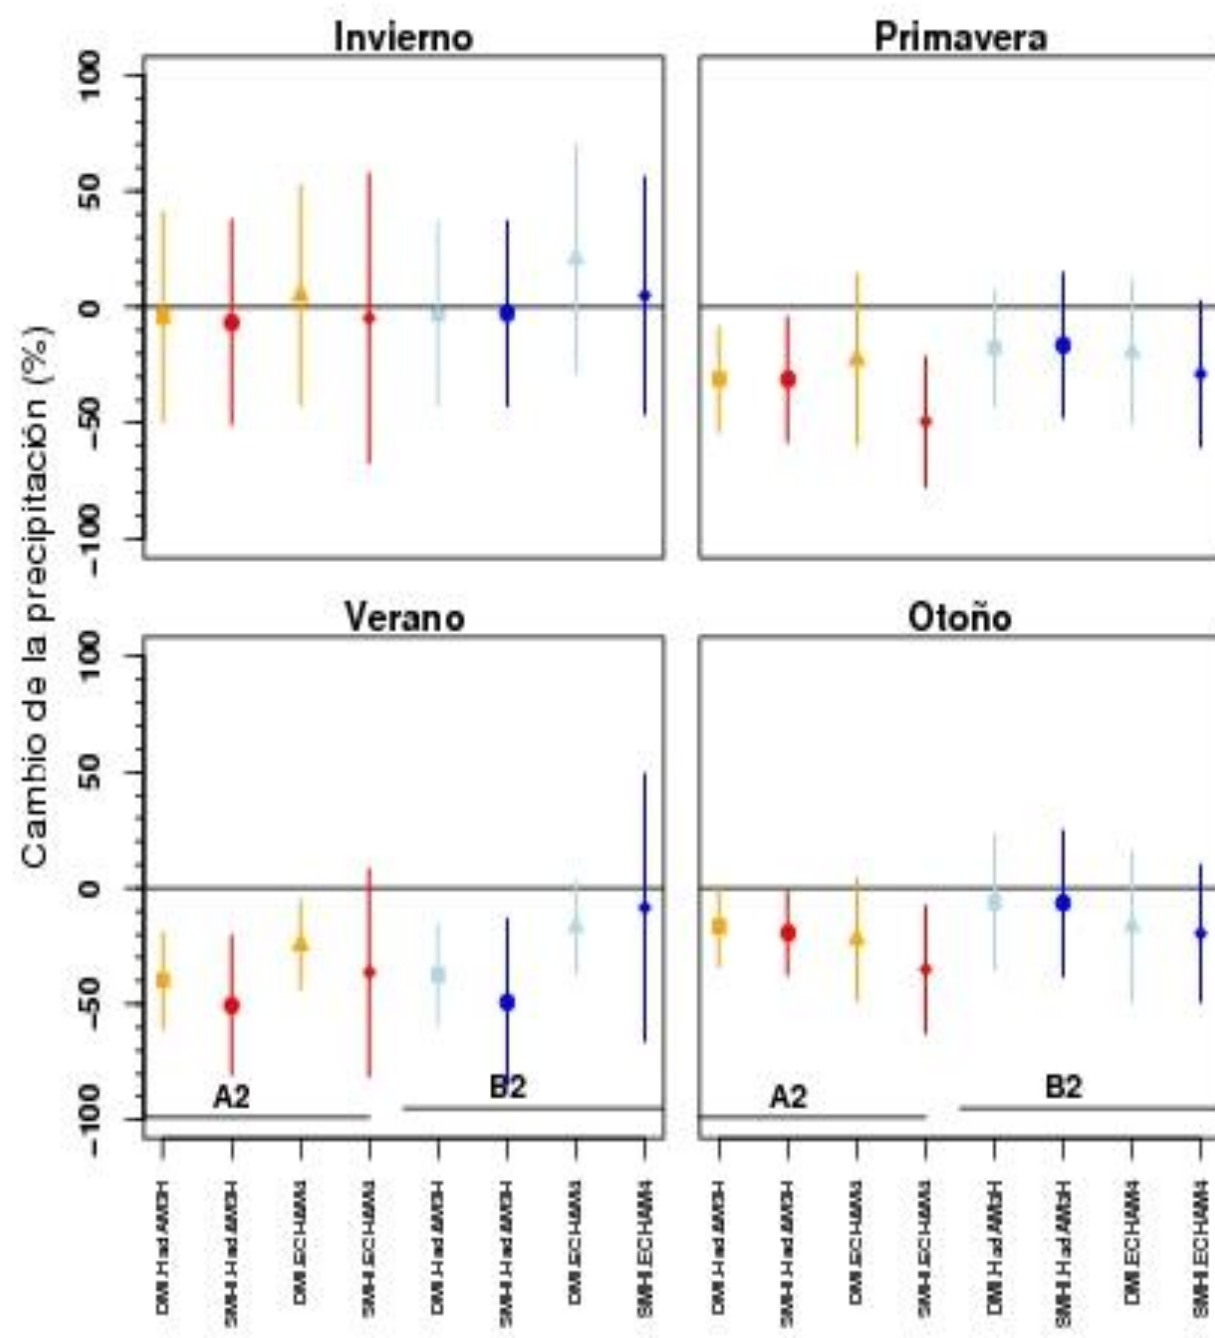 Invierno
Primavera
100
50
0
−50
−100
Cambio de la precipitación (%)
Verano
Otoño
100
50
0
−50
−100
A2
B2
A2
B2
DMI.HadAM3H
SMHI.HadAM3H
DMI.ECHAM4
SMHI.ECHAM4
DMI.HadAM3H
SMHI.HadAM3H
DMI.ECHAM4
SMHI.ECHAM4
DMI.HadAM3H
SMHI.HadAM3H
DMI.ECHAM4
SMHI.ECHAM4
DMI.HadAM3H
SMHI.HadAM3H
DMI.ECHAM4
SMHI.ECHAM4